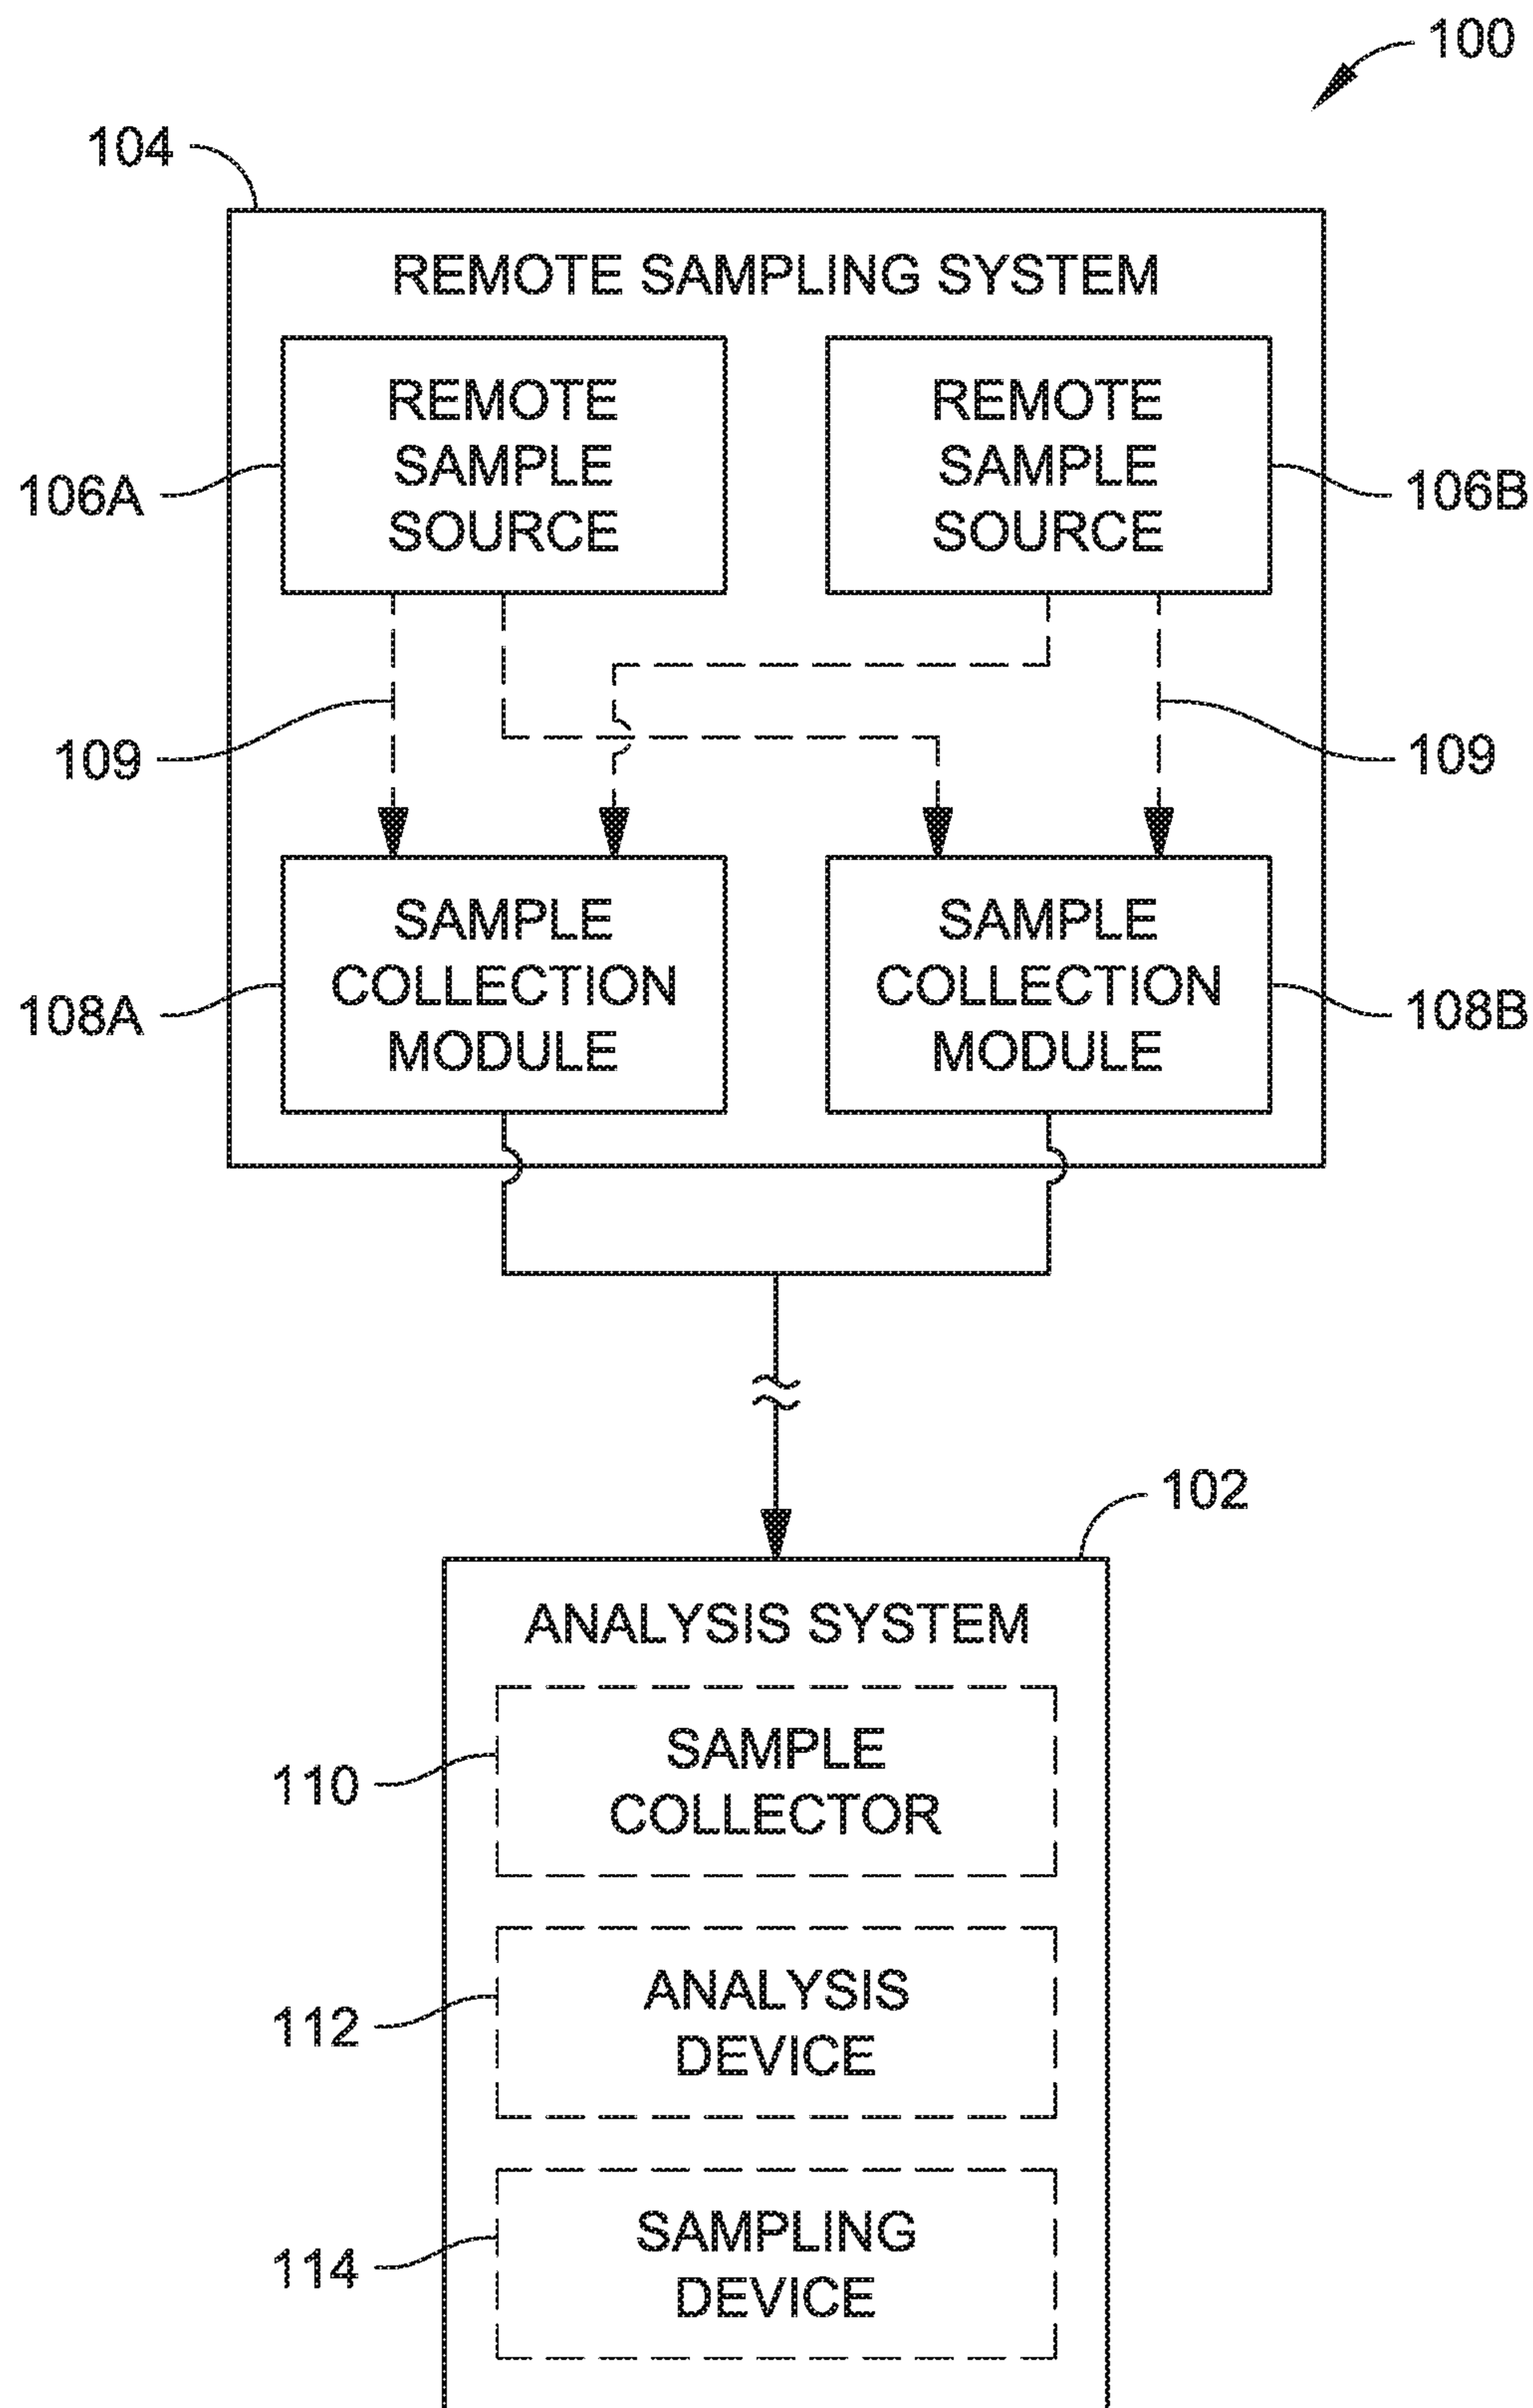 100
104
REMOTE SAMPLING SYSTEM
REMOTE
SAMPLE
SOURCE
REMOTE
SAMPLE
SOURCE
106A
106B
109
109
SAMPLE
COLLECTION
MODULE
SAMPLE
COLLECTION
MODULE
108A
108B
102
ANALYSIS SYSTEM
SAMPLE
COLLECTOR
110
ANALYSIS
DEVICE
112
SAMPLING
DEVICE
114